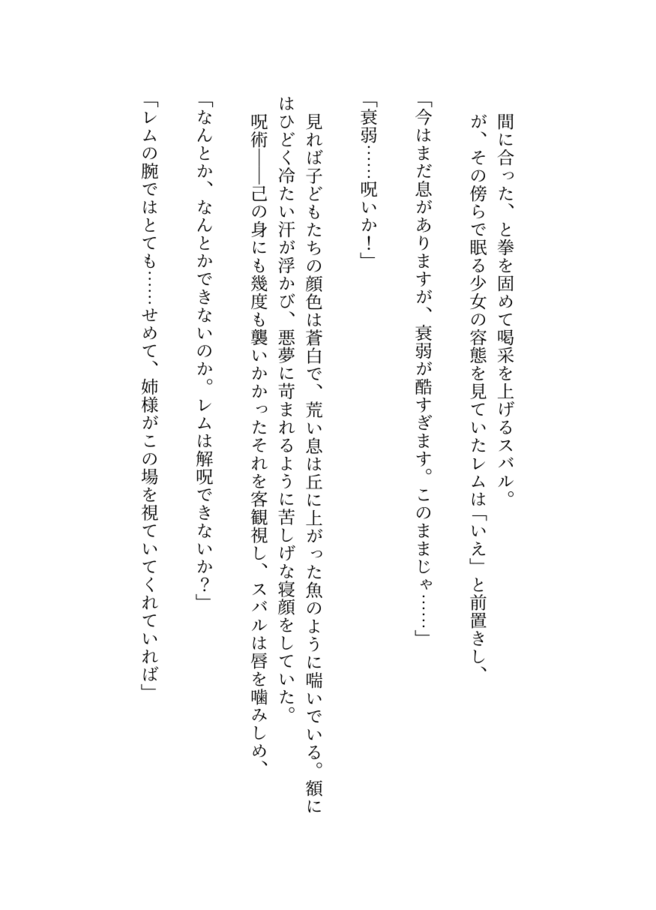 間に合った、と拳を固めて喝采を上げるスバル。
が、その傍らで眠る少女の容態を見ていたレムは「いえ」と前置きし、
「今はまだ息がありますが、衰弱が酷すぎます。このままじゃ……」
「衰弱……呪いか！」
見れば子どもたちの顔色は蒼白で、荒い息は丘に上がった魚のように喘いでいる。額に
はひどく冷たい汗が浮かび、悪夢に苛まれるように苦しげな寝顔をしていた。
呪術――己の身にも幾度も襲いかかったそれを客観視し、スバルは唇を噛みしめ、
「なんとか、なんとかできないのか。レムは解呪できないか？」
「レムの腕ではとても……せめて、姉様がこの場を視ていてくれていれば」